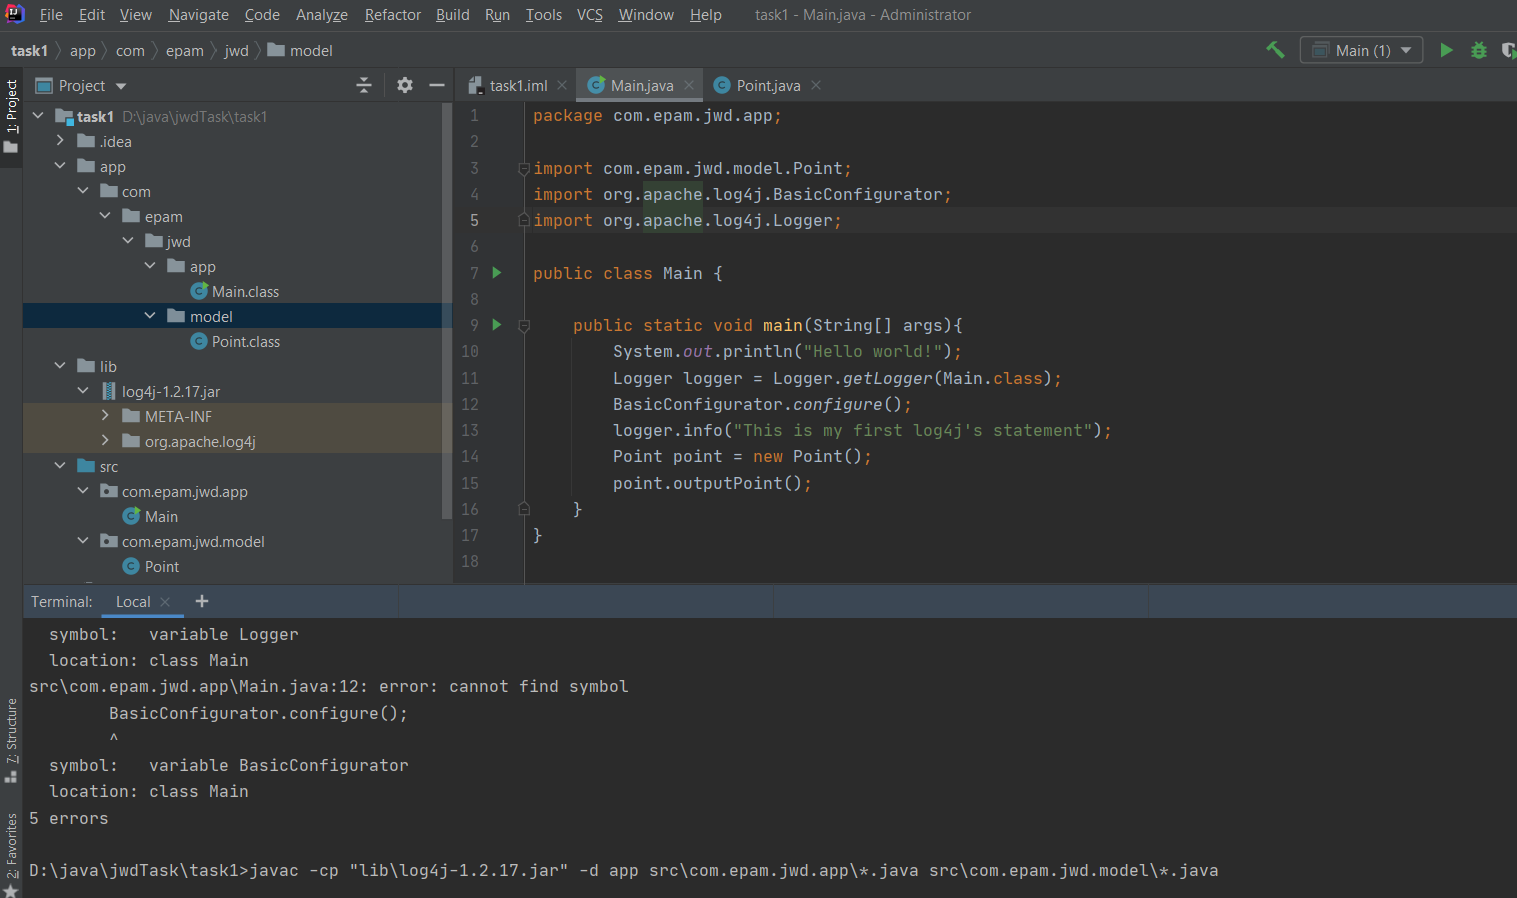 File Edit View Navigate Code Analyze Refactor Build Run Tools VCS Window Help task1 - Main.java - Administrator
task1 app com epam jwd model Main (1)
1: Project
Project
task1 D:\java\jwdTask\task1
.idea
app
com
epam
jwd
app
Main.class
model
Point.class
lib
log4j-1.2.17.jar
META-INF
org.apache.log4j
src
com.epam.jwd.app
Main
com.epam.jwd.model
Point
task1.iml Main.java Point.java
1 package com.epam.jwd.app;
2
3 import com.epam.jwd.model.Point;
4 import org.apache.log4j.BasicConfigurator;
5 import org.apache.log4j.Logger;
6
7 public class Main {
8
9 public static void main(String[] args){
10 System.out.println("Hello world!");
11 Logger logger = Logger.getLogger(Main.class);
12 BasicConfigurator.configure();
13 logger.info("This is my first log4j's statement");
14 Point point = new Point();
15 point.outputPoint();
16 }
17 }
18
Terminal: Local +
symbol: variable Logger
location: class Main
src\com.epam.jwd.app\Main.java:12: error: cannot find symbol
BasicConfigurator.configure();
^
symbol: variable BasicConfigurator
location: class Main
5 errors
D:\java\jwdTask\task1>javac -cp "lib\log4j-1.2.17.jar" -d app src\com.epam.jwd.app\*.java src\com.epam.jwd.model\*.java
7: Structure
2: Favorites